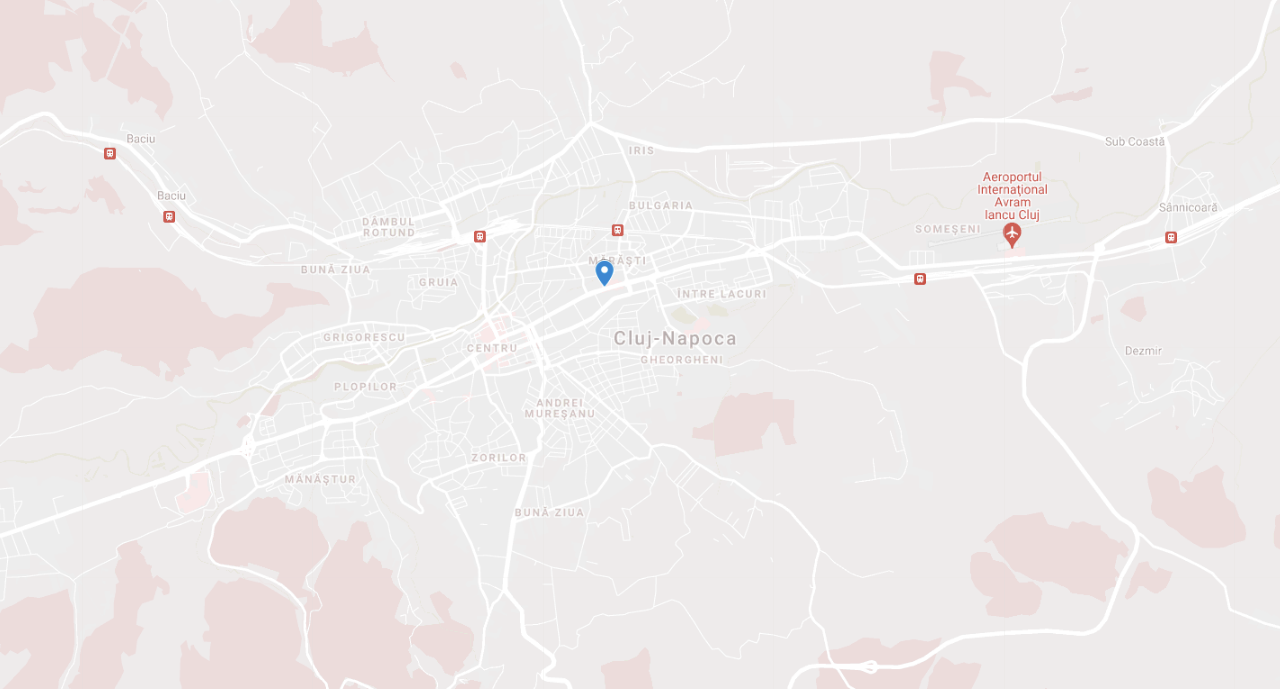 Baciu
IRIS
Sub Coastă
Aeroportul
Internațional
Avram
Iancu Cluj
Baciu
BULGARIA
Sânnicoară
DÂMBUL
ROTUND
SOMEȘENI
MĂRĂȘTI
BUNĂ ZIUA
GRUIA
ÎNTRE LACURI
GRIGORESCU
Cluj-Napoca
CENTRU
Dezmir
GHEORGHENI
PLOPILOR
ANDREI
MUREȘANU
ZORILOR
MĂNĂȘTUR
BUNĂ ZIUA